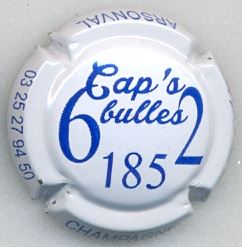 ARSONVAL
Cap's
bulles
6 2
185
03 25 27 94 50
CHAMPAGNE